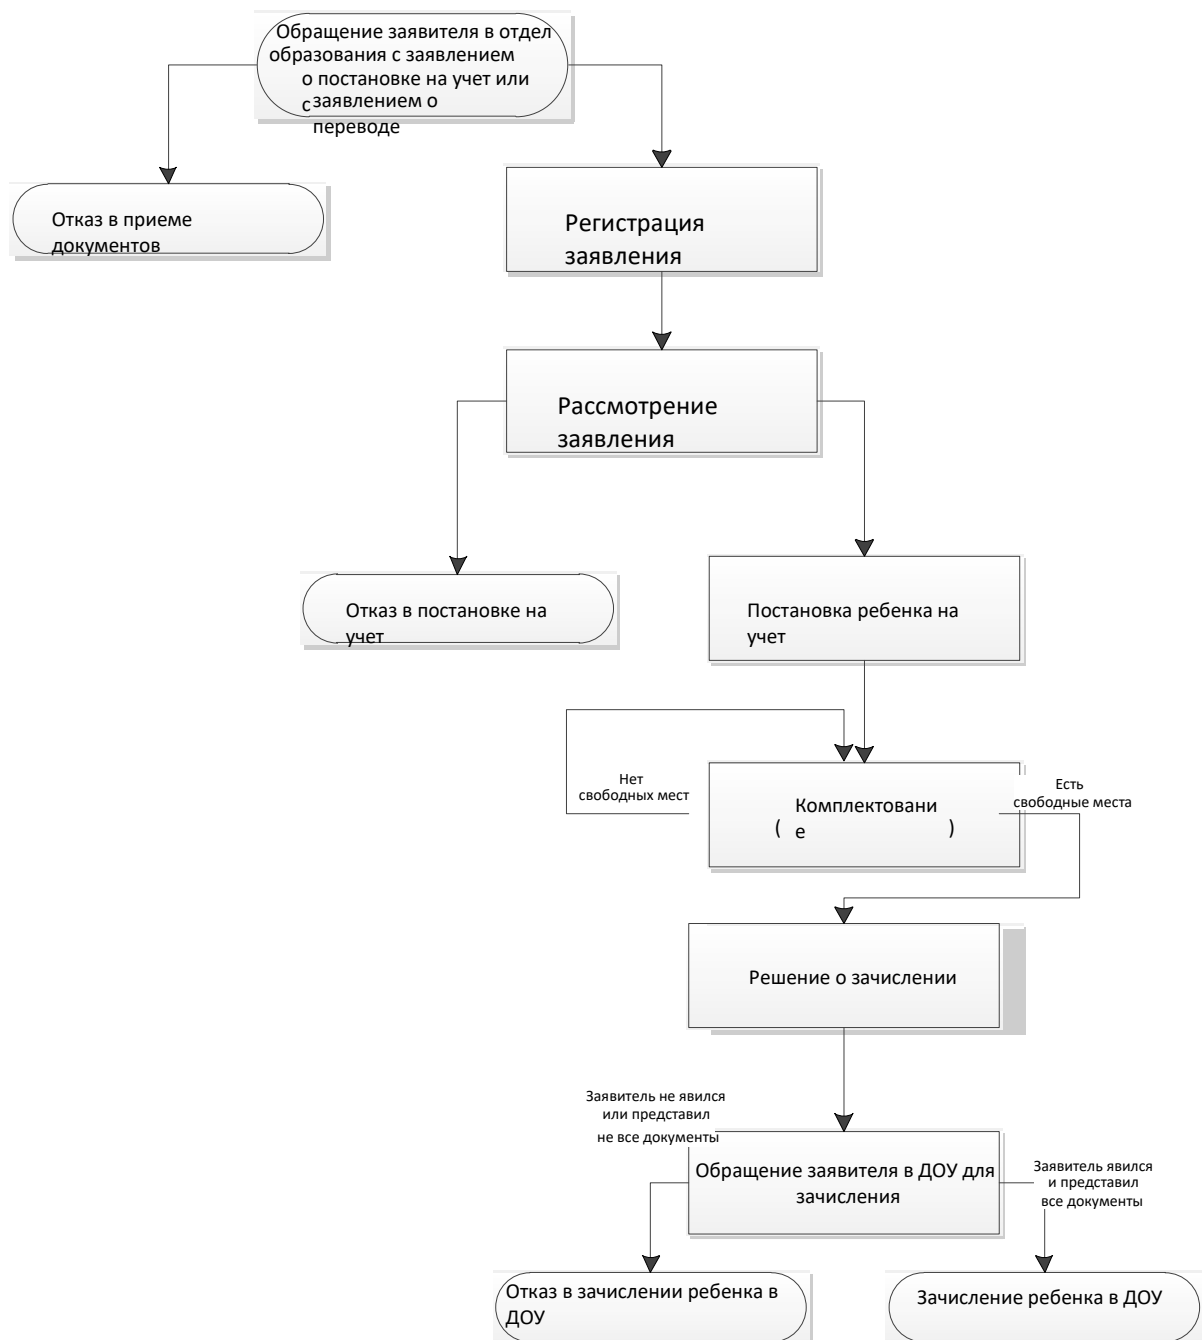 Обращение заявителя в отдел
образования с заявлением
о постановке на учет или
с заявлением о
переводе
Отказ в приеме
документов
Регистрация
заявления
Рассмотрение
заявления
Отказ в постановке на
учет
Постановка ребенка на
учет
Нет
свободных мест
Комплектовани
( е )
Есть
свободные места
Решение о зачислении
Заявитель не явился
или представил
не все документы
Обращение заявителя в ДОУ для
зачисления
Заявитель явился
и представил
все документы
Отказ в зачислении ребенка в
ДОУ
Зачисление ребенка в ДОУ